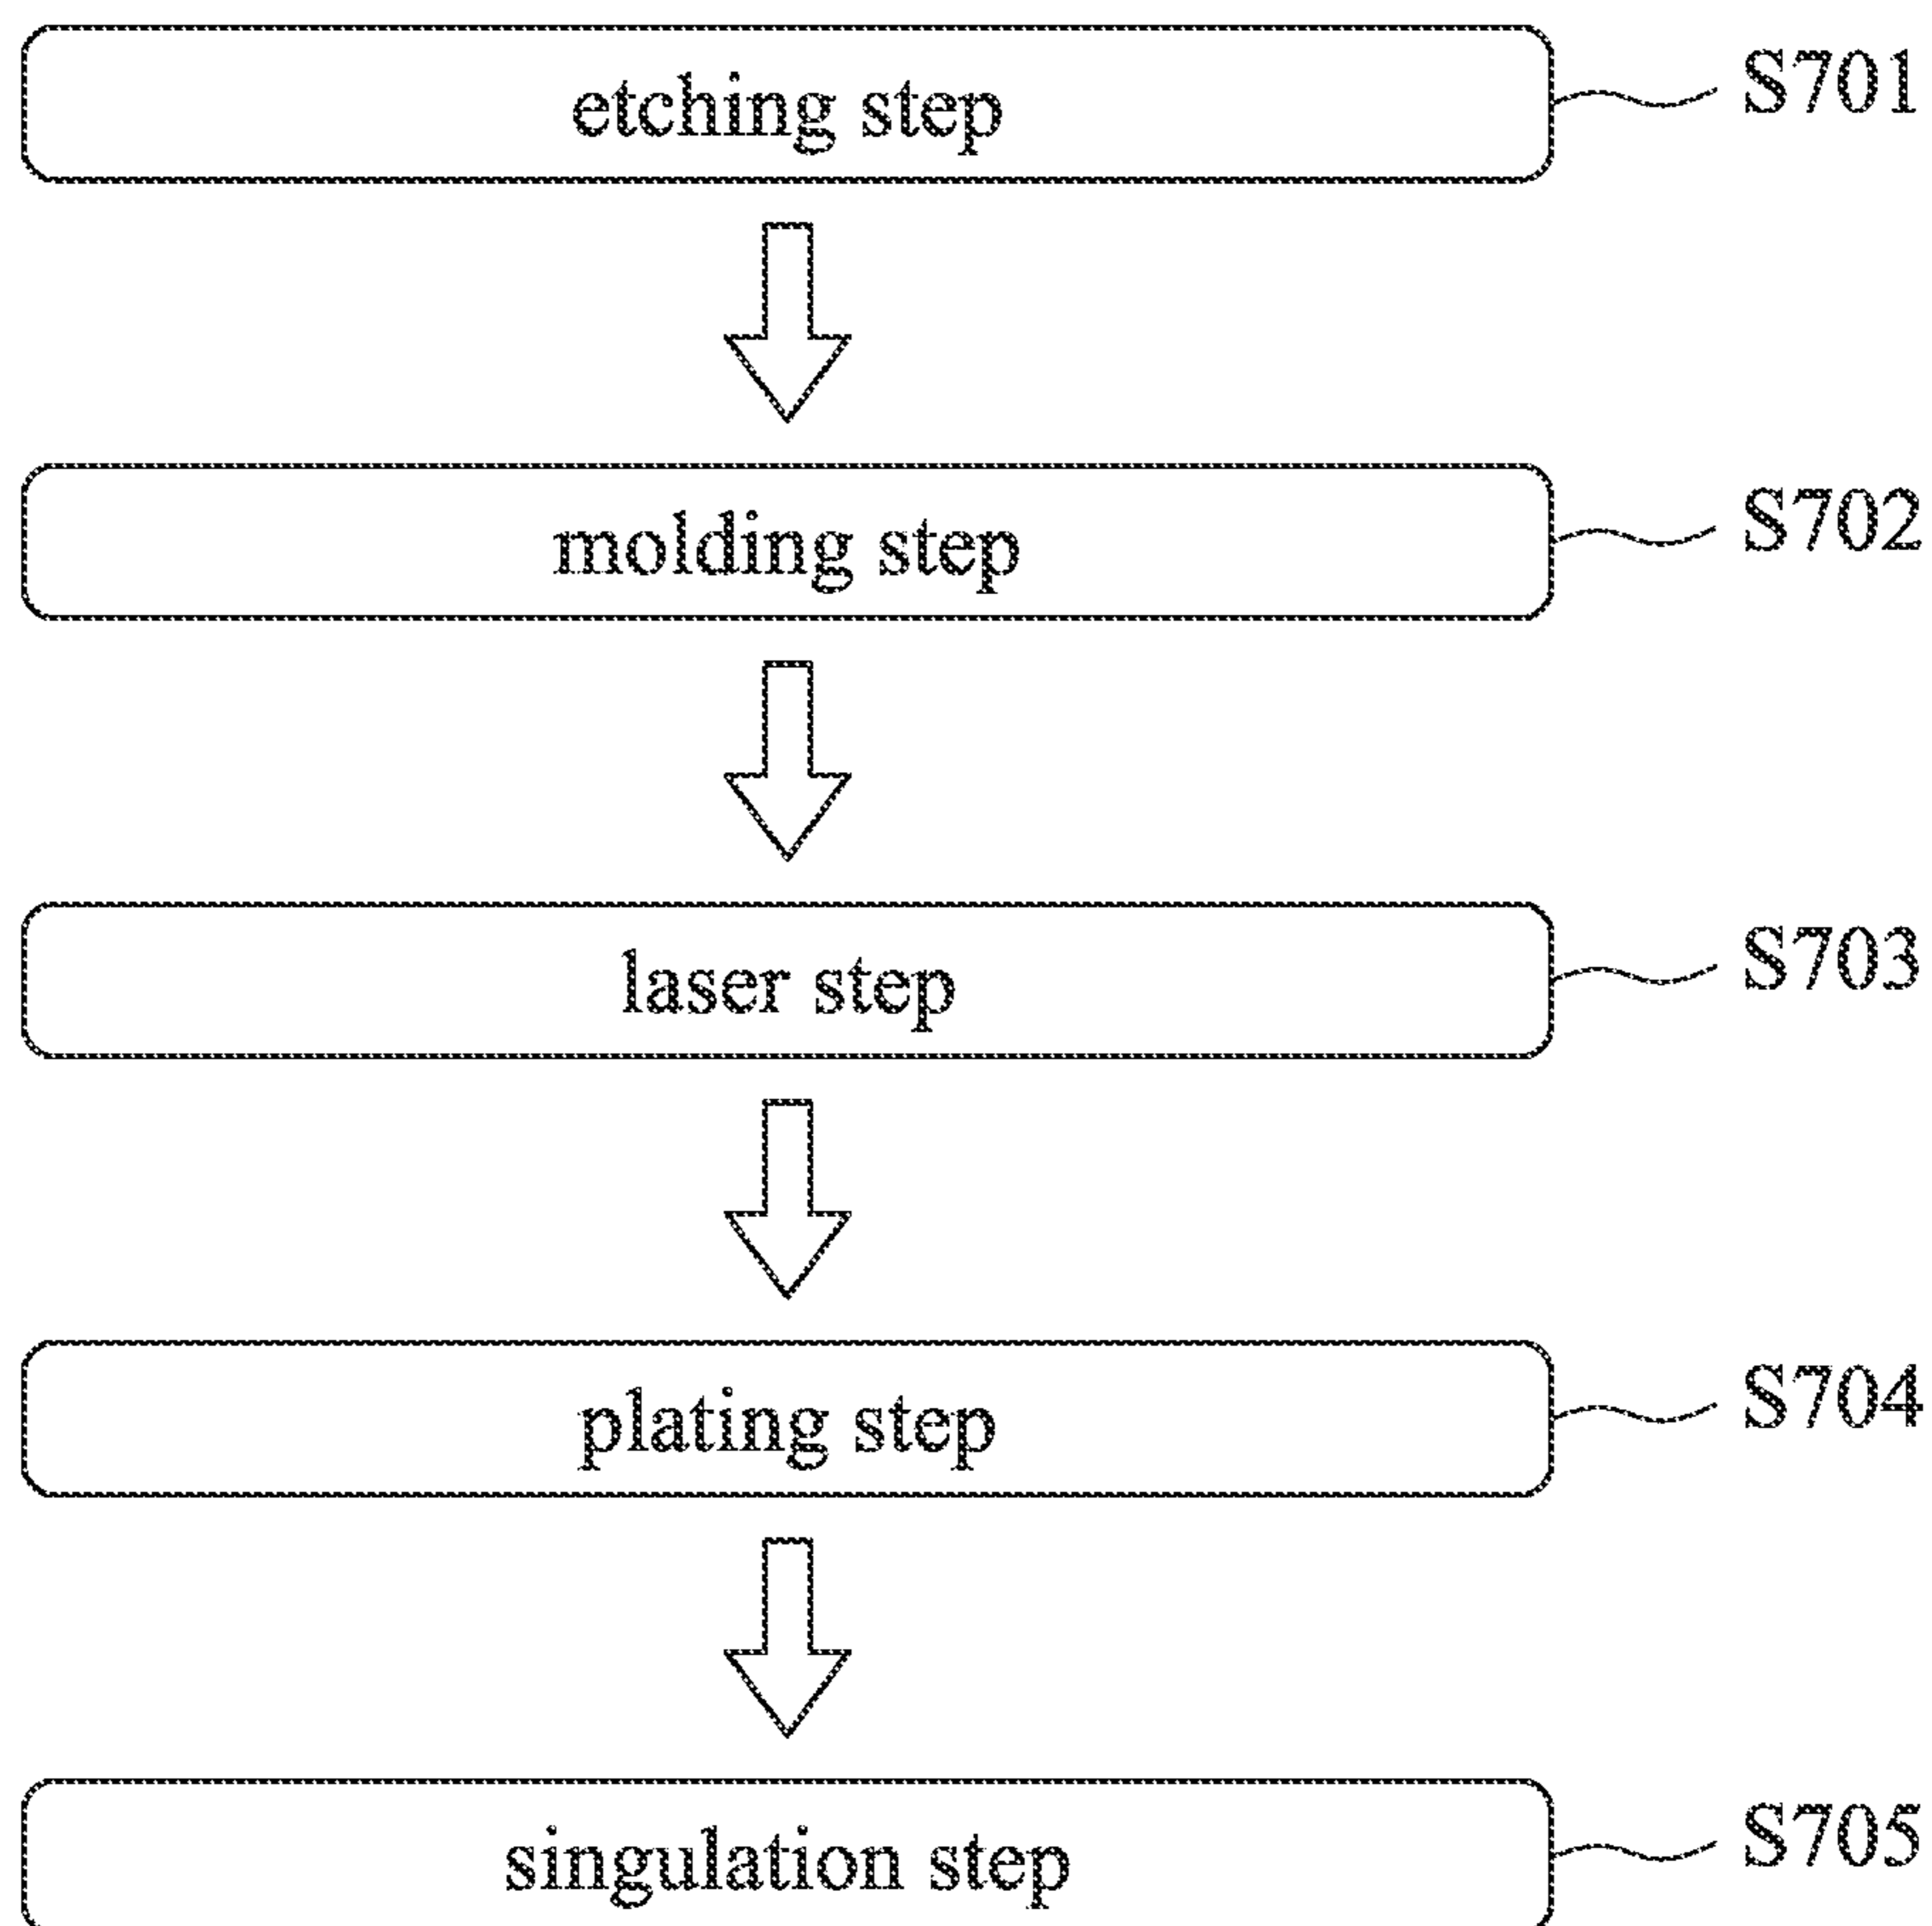 etching step S701
molding step S702
laser step S703
plating step S704
singulation step S705